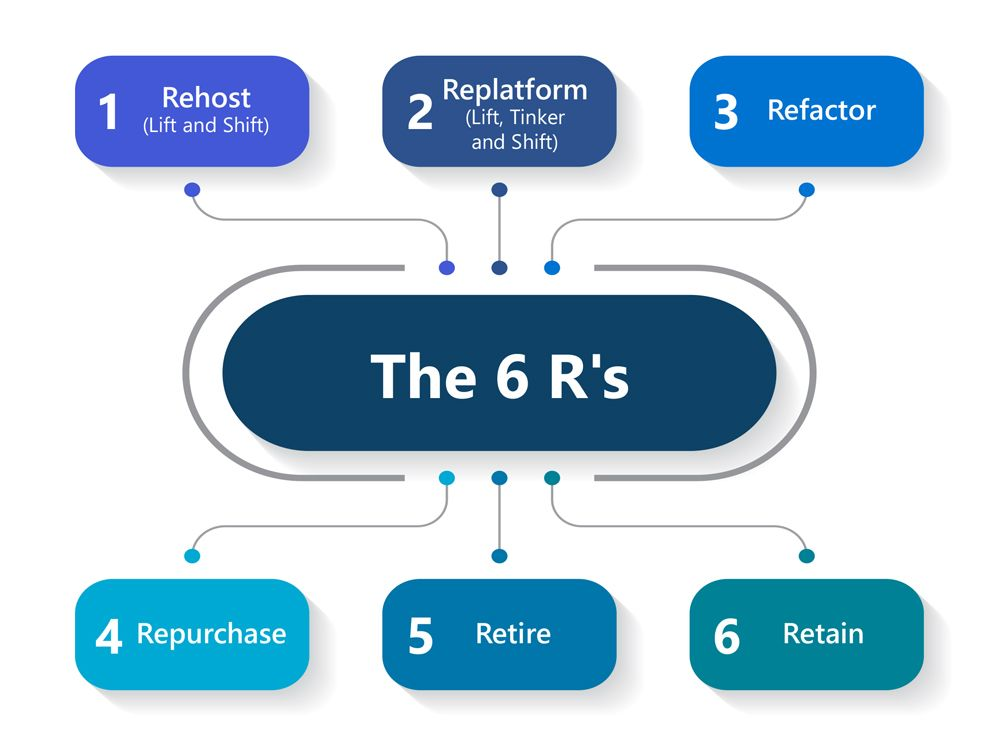 1
Rehost
(Lift and Shift)
2
Replatform
(Lift, Tinker
and Shift)
3
Refactor
The 6 R's
4
Repurchase
5
Retire
6
Retain